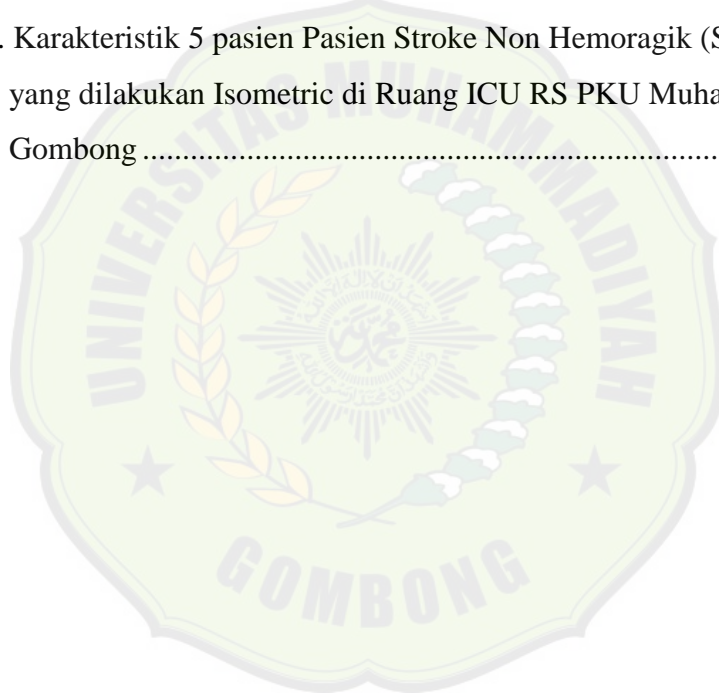 . Karakteristik 5 pasien Pasien Stroke Non Hemoragik (S
yang dilakukan Isometric di Ruang ICU RS PKU Muha
Gombong ......................................................................
UNIVERSITAS MUHAMMADIYAH
GOMBONG